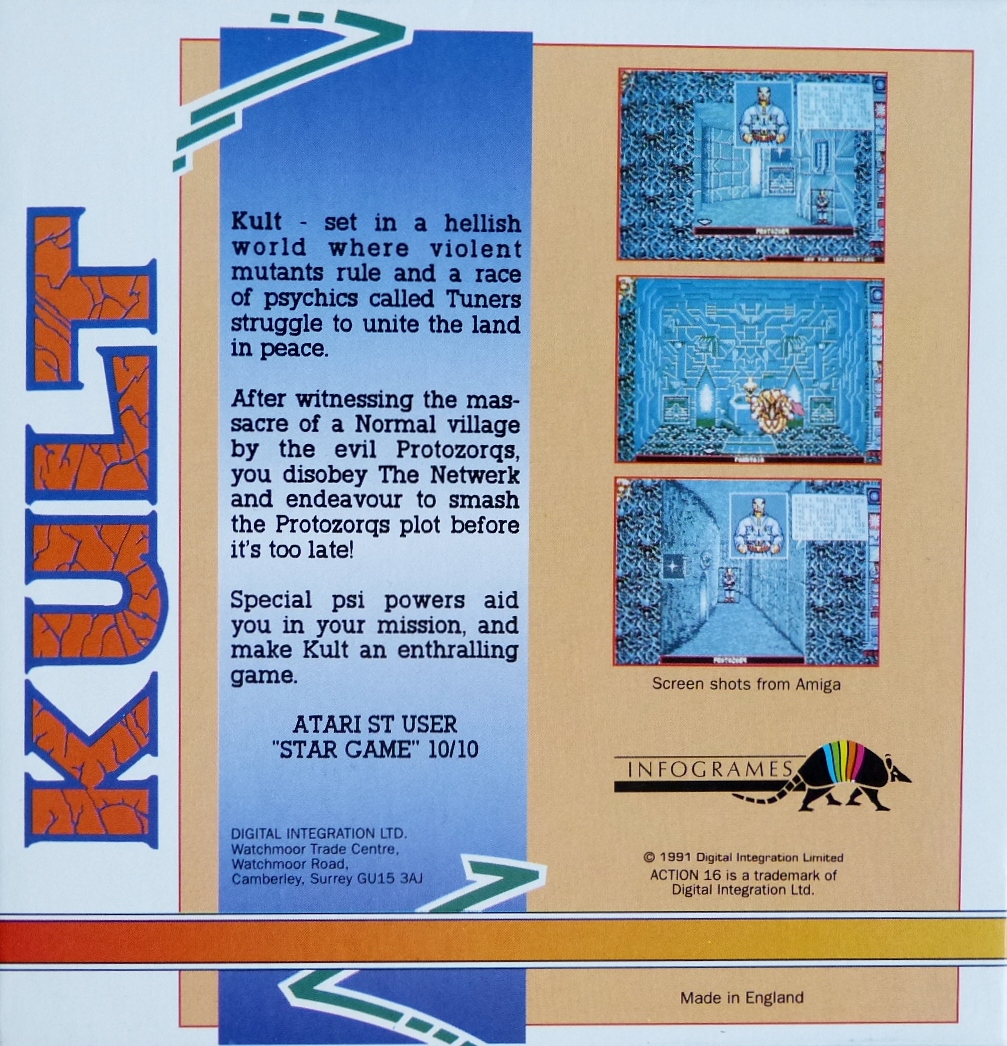 KULT
Kult - set in a hellish
world where violent
mutants rule and a race
of psychics called Tuners
struggle to unite the land
in peace.
After witnessing the mas-
sacre of a Normal village
by the evil Protozorqs,
you disobey The Netwerk
and endeavour to smash
the Protozorqs plot before
it's too late!
Special psi powers aid
you in your mission, and
make Kult an enthralling
game.
ATARI ST USER
"STAR GAME" 10/10
DIGITAL INTEGRATION LTD.
Watchmoor Trade Centre,
Watchmoor Road,
Camberley, Surrey GU15 3AJ
PROTOZORQ
PROTOZORQ
Screen shots from Amiga
INFOGRAMES
© 1991 Digital Integration Limited
ACTION 16 is a trademark of
Digital Integration Ltd.
Made in England